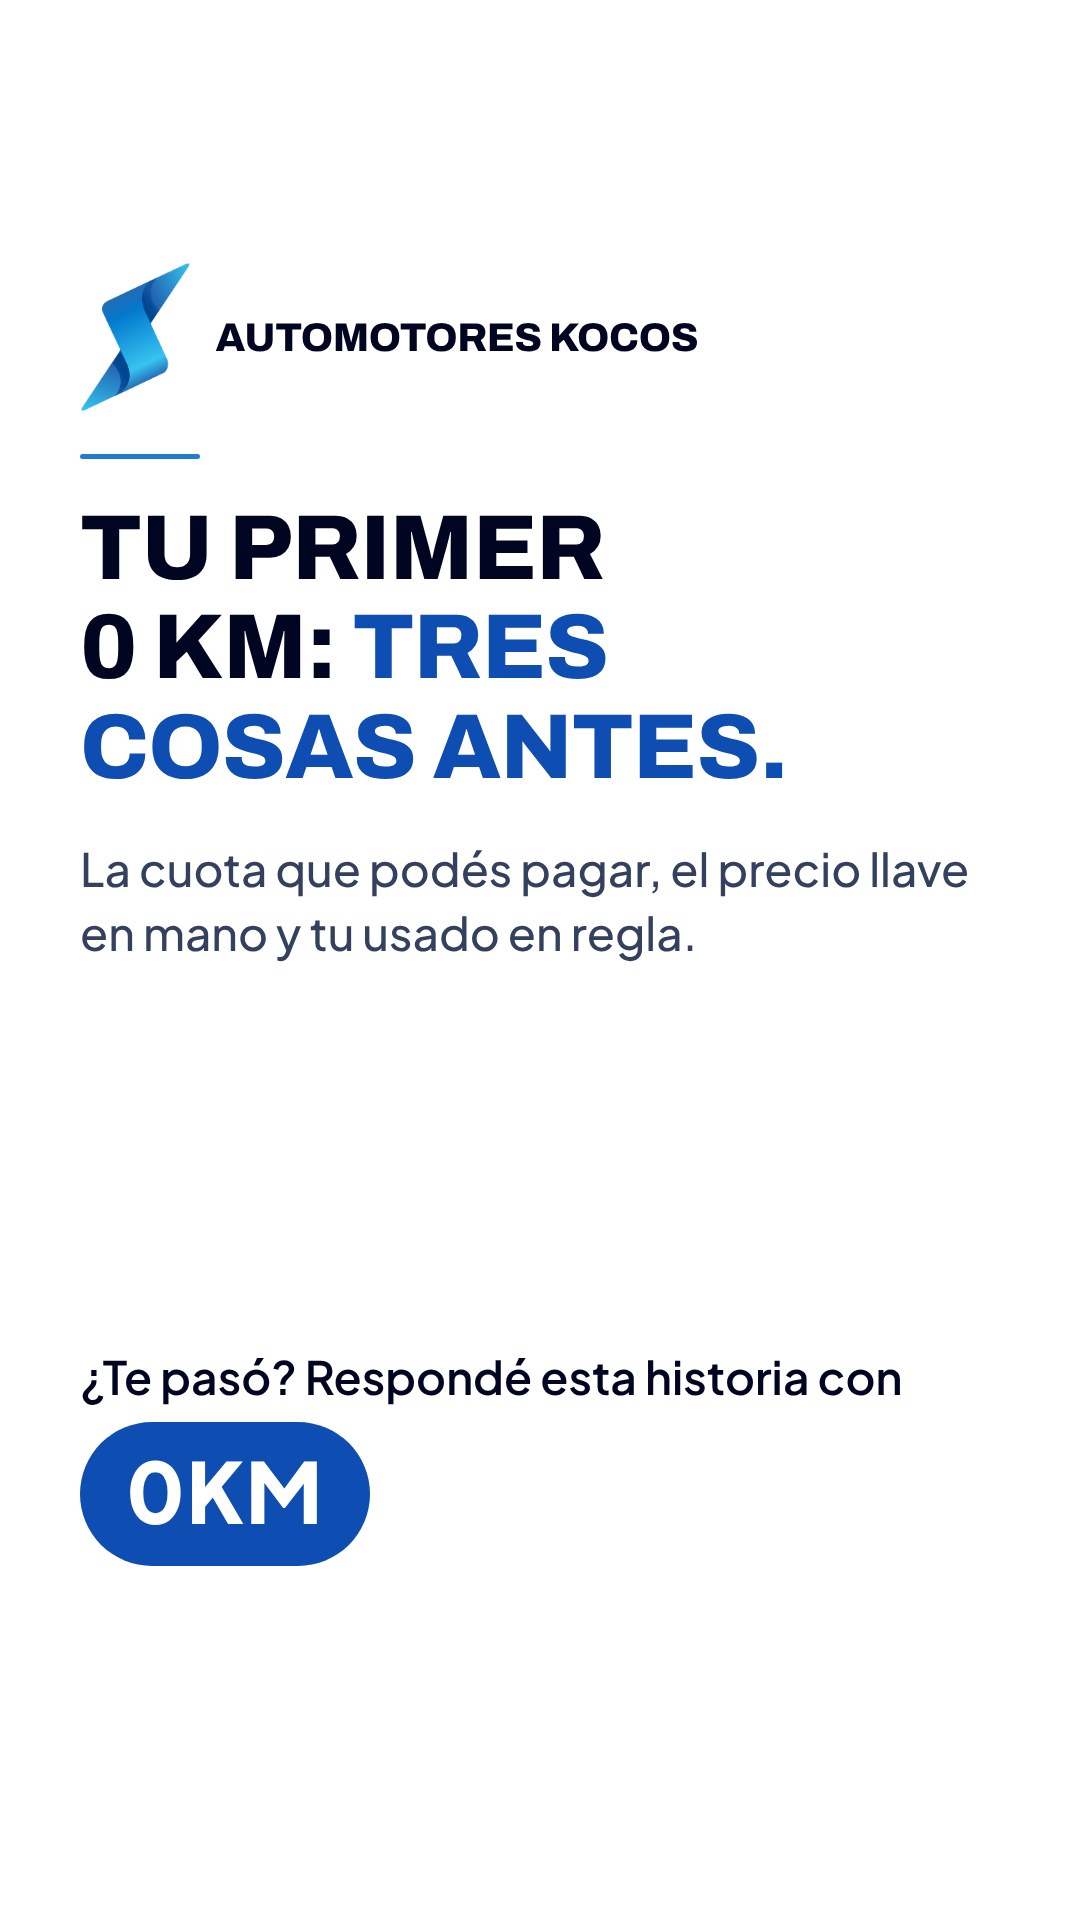 AUTOMOTORES KOCOS
TU PRIMER
0 KM: TRES
COSAS ANTES.
La cuota que podés pagar, el precio llave
en mano y tu usado en regla.
¿Te pasó? Respondé esta historia con
0KM